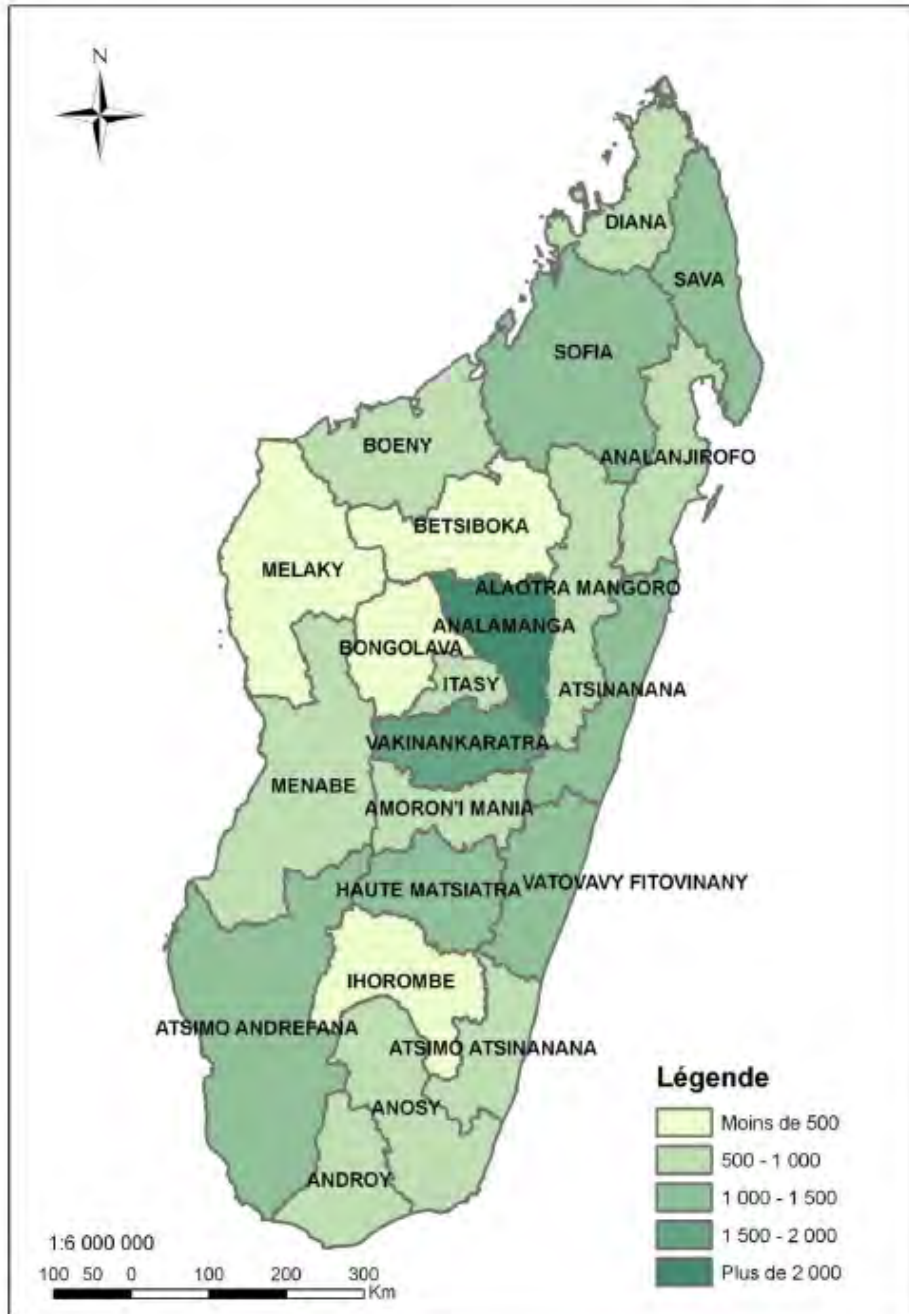 N
DIANA
SAVA
SOFIA
BOENY
ANALANJIROFO
BETSIBOKA
MELAKY
ALAOTRA MANGORO
ANALAMANGA
BONGOLAVA
ITASY
ATSINANANA
VAKINANKARATRA
MENABE
AMORON'I MANIA
HAUTE MATSIATRA
VATOVAVY FITOVINANY
IHOROMBE
ATSIMO ANDREFANA
ATSIMO ATSINANANA
ANOSY
ANDROY
Légende
Moins de 500
500 - 1 000
1 000 - 1 500
1 500 - 2 000
Plus de 2 000
1:6 000 000
100 50 0 100 200 300
Km